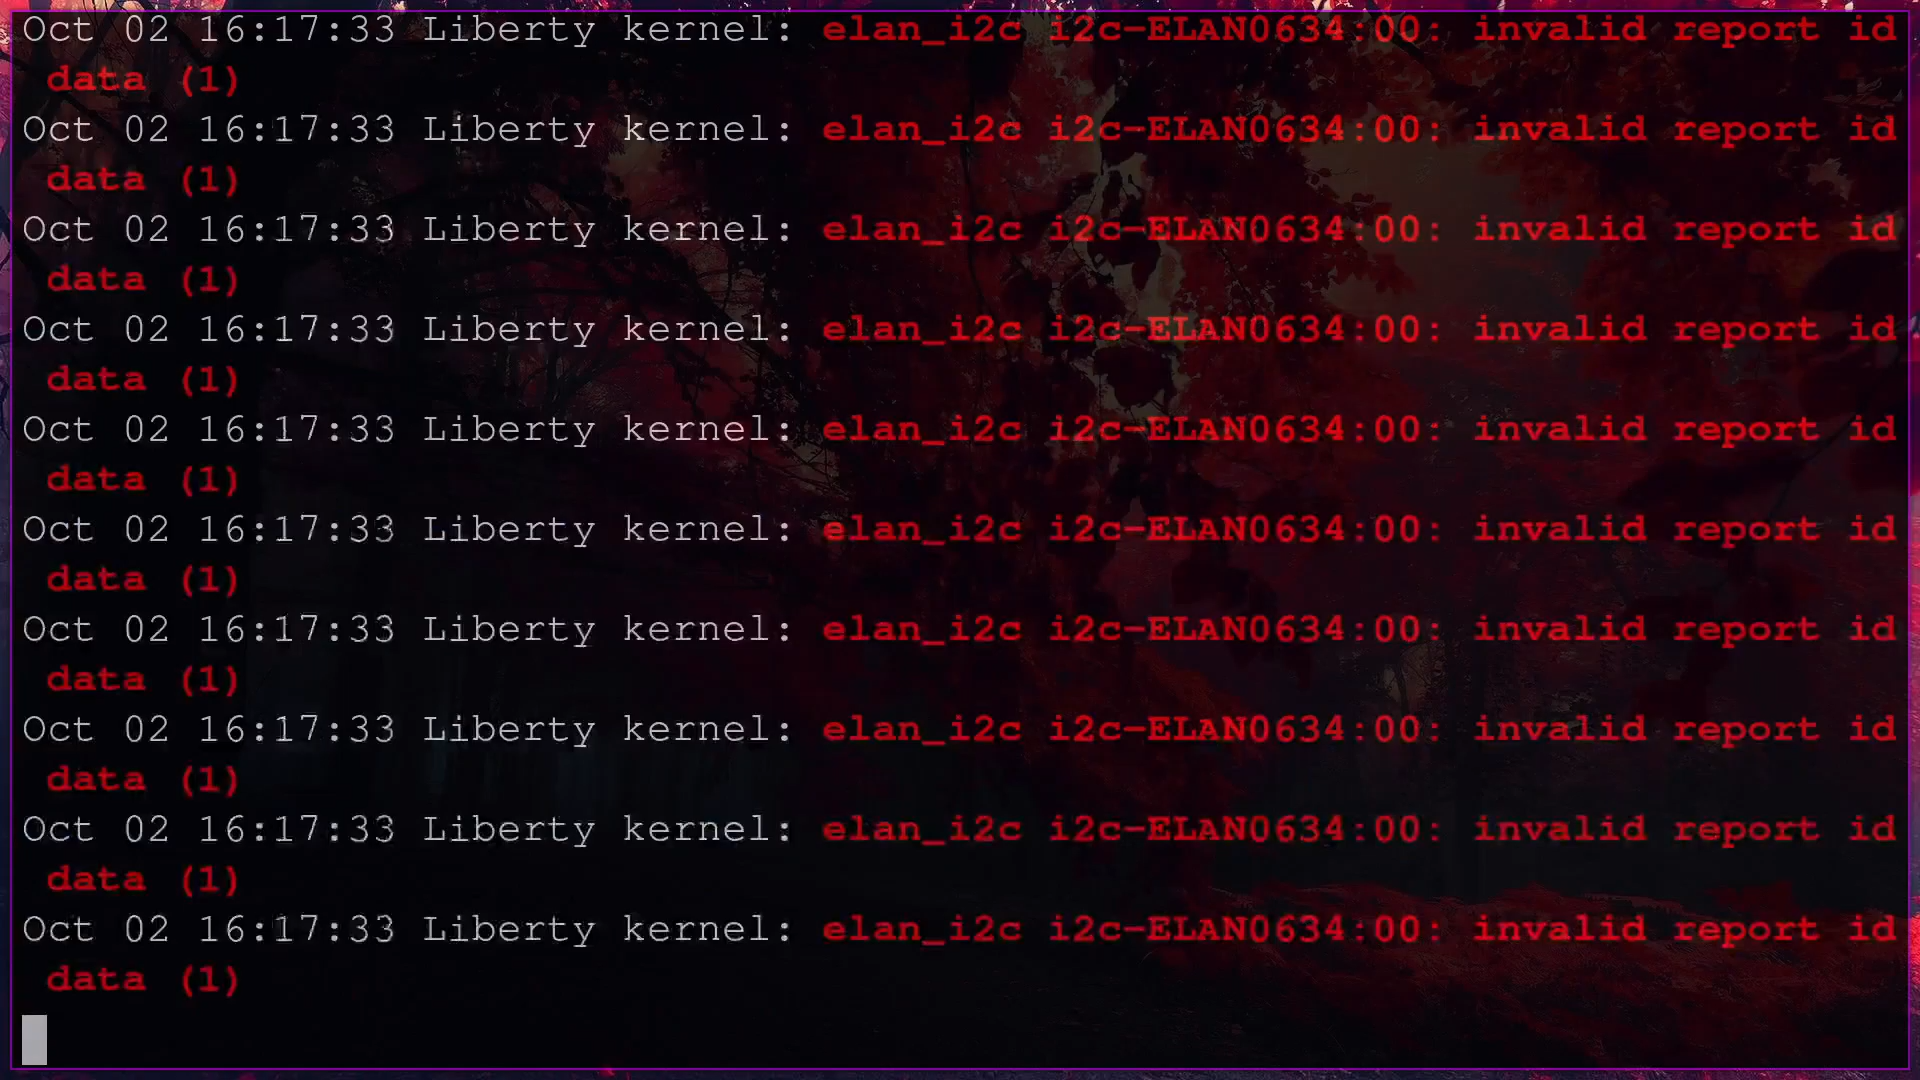 Oct 02 16:17:33 Liberty kernel: elan_i2c i2c-ELAN0634:00: invalid report id
data (1)
Oct 02 16:17:33 Liberty kernel: elan_i2c i2c-ELAN0634:00: invalid report id
data (1)
Oct 02 16:17:33 Liberty kernel: elan_i2c i2c-ELAN0634:00: invalid report id
data (1)
Oct 02 16:17:33 Liberty kernel: elan_i2c i2c-ELAN0634:00: invalid report id
data (1)
Oct 02 16:17:33 Liberty kernel: elan_i2c i2c-ELAN0634:00: invalid report id
data (1)
Oct 02 16:17:33 Liberty kernel: elan_i2c i2c-ELAN0634:00: invalid report id
data (1)
Oct 02 16:17:33 Liberty kernel: elan_i2c i2c-ELAN0634:00: invalid report id
data (1)
Oct 02 16:17:33 Liberty kernel: elan_i2c i2c-ELAN0634:00: invalid report id
data (1)
Oct 02 16:17:33 Liberty kernel: elan_i2c i2c-ELAN0634:00: invalid report id
data (1)
Oct 02 16:17:33 Liberty kernel: elan_i2c i2c-ELAN0634:00: invalid report id
data (1)